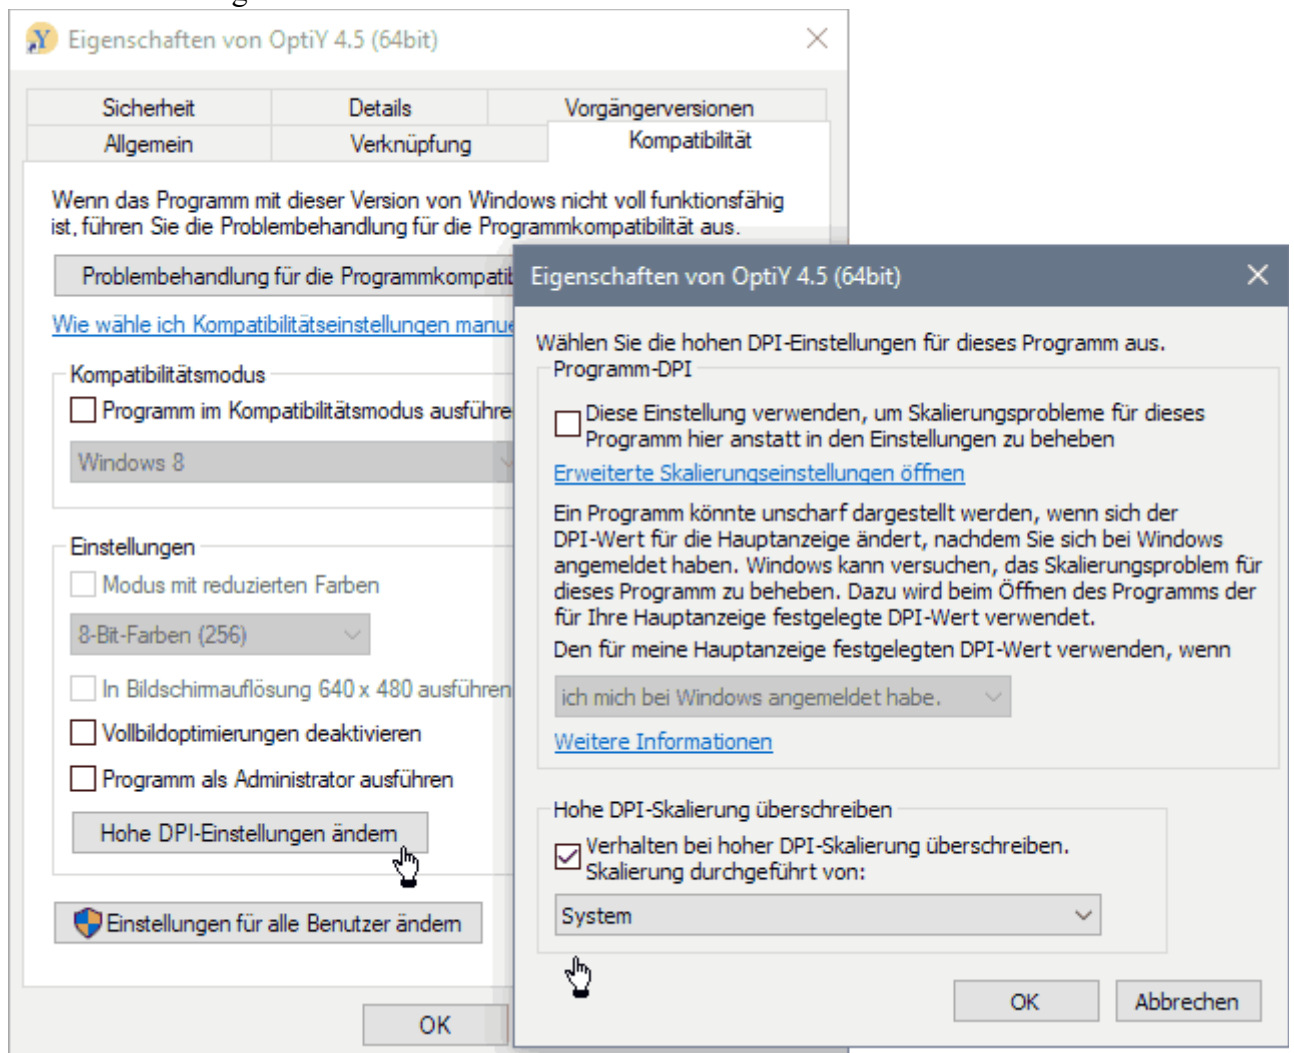 Eigenschaften von OptiY 4.5 (64bit)
Sicherheit Details Vorgängerversionen
Allgemein Verknüpfung Kompatibilität
Wenn das Programm mit dieser Version von Windows nicht voll funktionsfähig
ist, führen Sie die Problembehandlung für die Programmkompatibilität aus.
Problembehandlung für die Programmkompatib
Wie wähle ich Kompatibilitätseinstellungen manue
Kompatibilitätsmodus
Programm im Kompatibilitätsmodus ausführe
Windows 8
Einstellungen
Modus mit reduzierten Farben
8-Bit-Farben (256)
In Bildschirmauflösung 640 x 480 ausführen
Vollbildoptimierungen deaktivieren
Programm als Administrator ausführen
Hohe DPI-Einstellungen ändern
Einstellungen für alle Benutzer ändern
OK
Eigenschaften von OptiY 4.5 (64bit)
Wählen Sie die hohen DPI-Einstellungen für dieses Programm aus.
Programm-DPI
Diese Einstellung verwenden, um Skalierungsprobleme für dieses
Programm hier anstatt in den Einstellungen zu beheben
Erweiterte Skalierungseinstellungen öffnen
Ein Programm könnte unscharf dargestellt werden, wenn sich der
DPI-Wert für die Hauptanzeige ändert, nachdem Sie sich bei Windows
angemeldet haben. Windows kann versuchen, das Skalierungsproblem für
dieses Programm zu beheben. Dazu wird beim Öffnen des Programms der
für Ihre Hauptanzeige festgelegte DPI-Wert verwendet.
Den für meine Hauptanzeige festgelegten DPI-Wert verwenden, wenn
ich mich bei Windows angemeldet habe.
Weitere Informationen
Hohe DPI-Skalierung überschreiben
Verhalten bei hoher DPI-Skalierung überschreiben.
Skalierung durchgeführt von:
System
OK Abbrechen